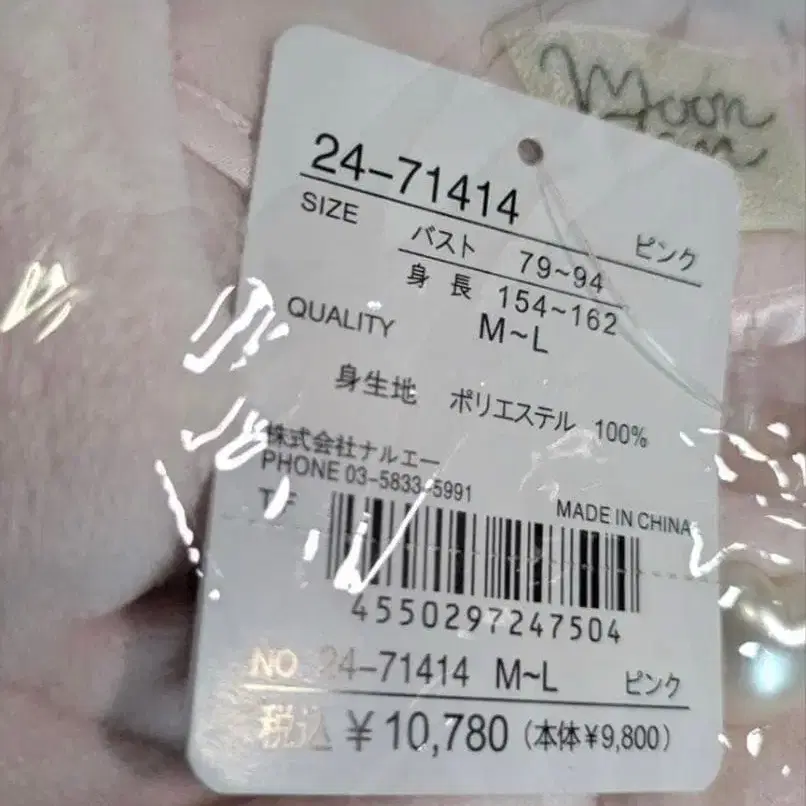 Moon
24-71414
ピンク
SIZE
バスト 79~94
身長 154~162
M~L
QUALITY
身生地 ポリエステル 100%
株式会社ナルエー
PHONE 03-5833-5991
MADE IN CHINA
4550297247504
NO. 24-71414 M~L ピンク
税込 ¥10,780 (本体¥9,800)